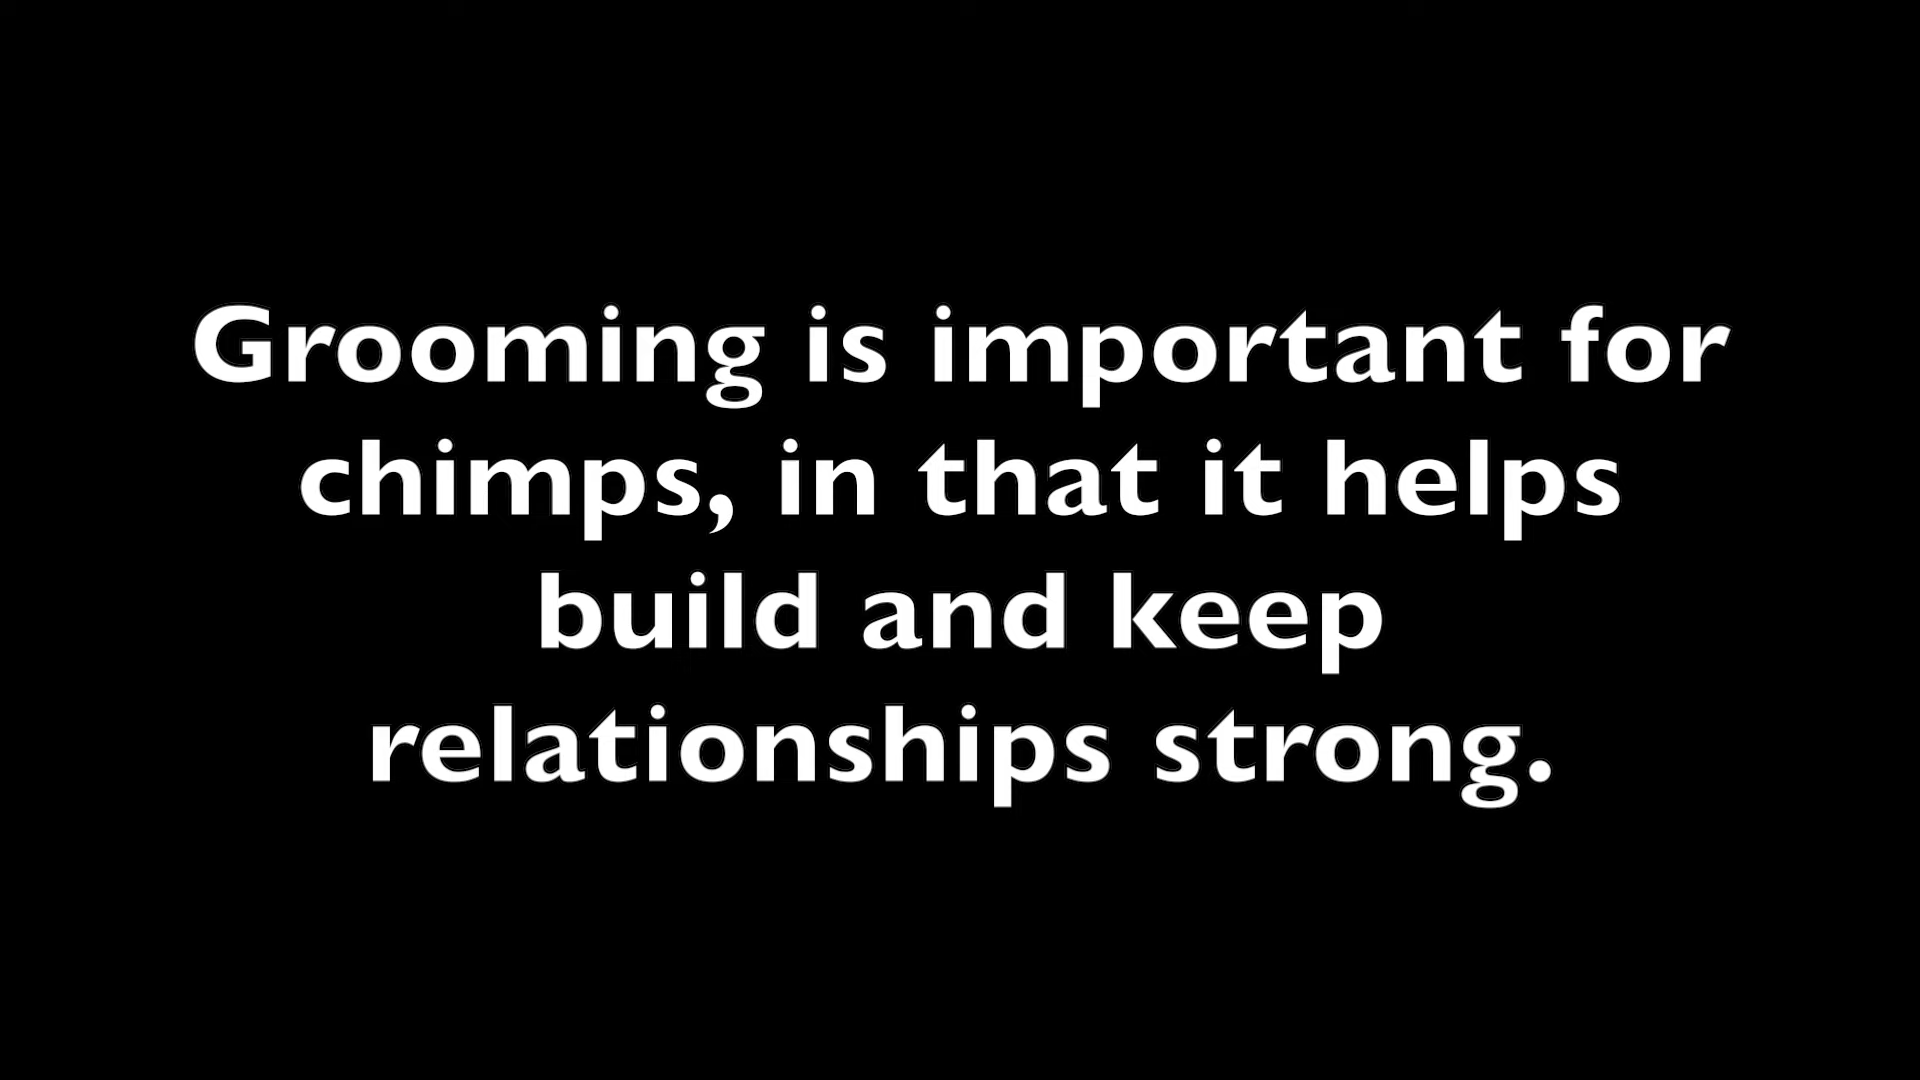 Grooming is important for
chimps, in that it helps
build and keep
relationships strong.